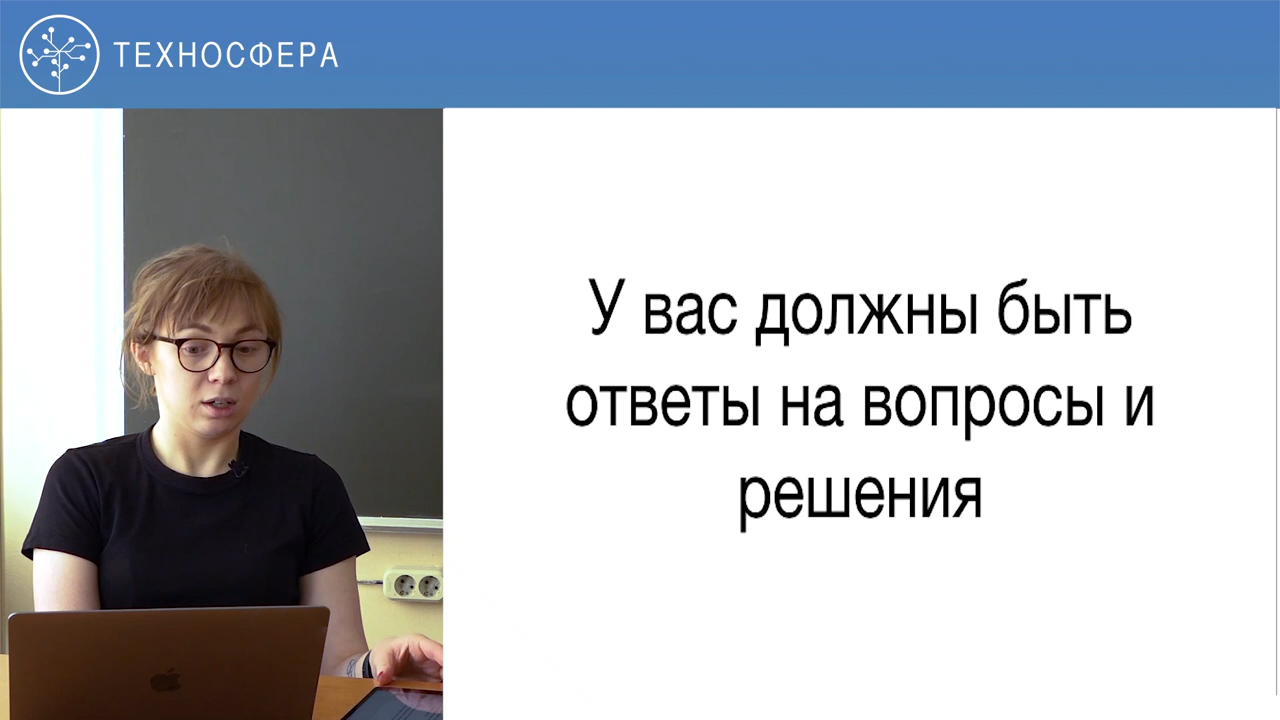 ТЕХНОСФЕРА
У вас должны быть
ответы на вопросы и
решения